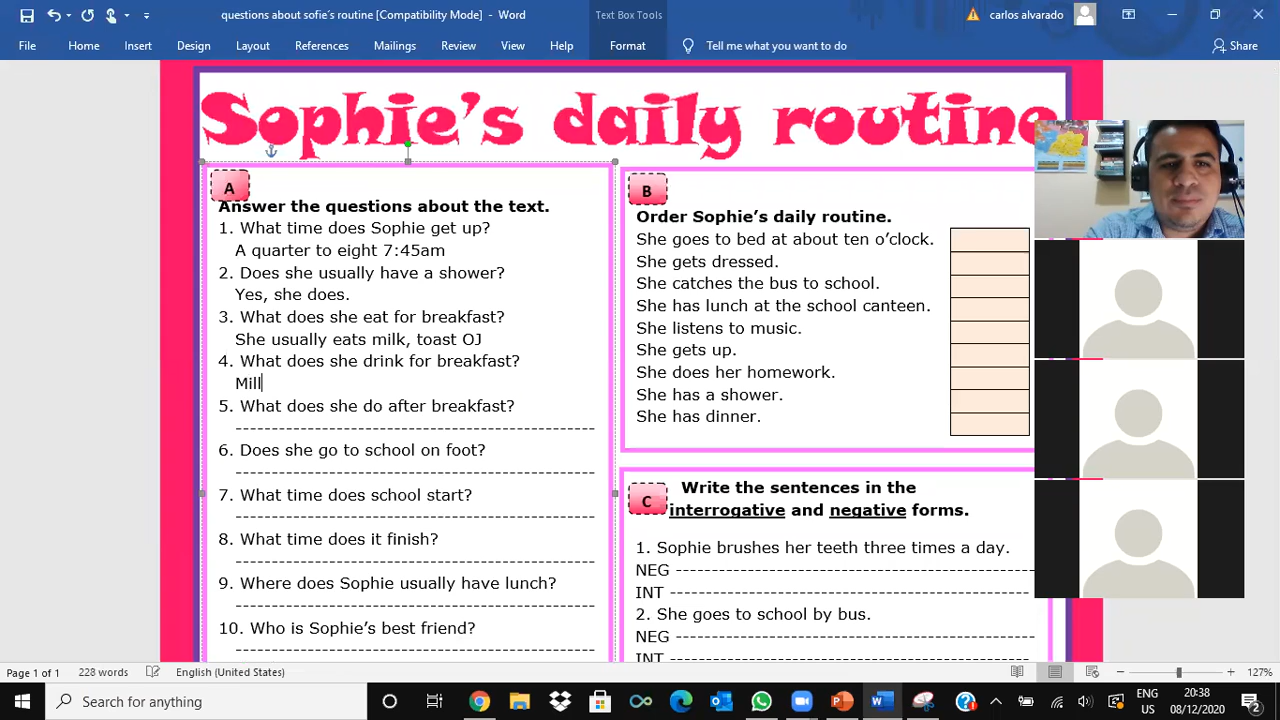 questions about sofie´s routine [Compatibility Mode] - Word
Text Box Tools
carlos alvarado
File Home Insert Design Layout References Mailings Review View Help Format Tell me what you want to do Share
Sophie's daily routine
A
Answer the questions about the text.
1. What time does Sophie get up?
A quarter to eight 7:45am
2. Does she usually have a shower?
Yes, she does.
3. What does she eat for breakfast?
She usually eats milk, toast OJ
4. What does she drink for breakfast?
Mill
5. What does she do after breakfast?
6. Does she go to school on foot?
7. What time does school start?
8. What time does it finish?
9. Where does Sophie usually have lunch?
10. Who is Sophie's best friend?
B
Order Sophie's daily routine.
She goes to bed at about ten o'clock.
She gets dressed.
She catches the bus to school.
She has lunch at the school canteen.
She listens to music.
She gets up.
She does her homework.
She has a shower.
She has dinner.
C
Write the sentences in the
interrogative and negative forms.
1. Sophie brushes her teeth three times a day.
NEG
INT
2. She goes to school by bus.
NEG
INT
Page 1 of 1 228 words English (United States) 127%
Search for anything
ENG
US
20:38
08/12/2020
2